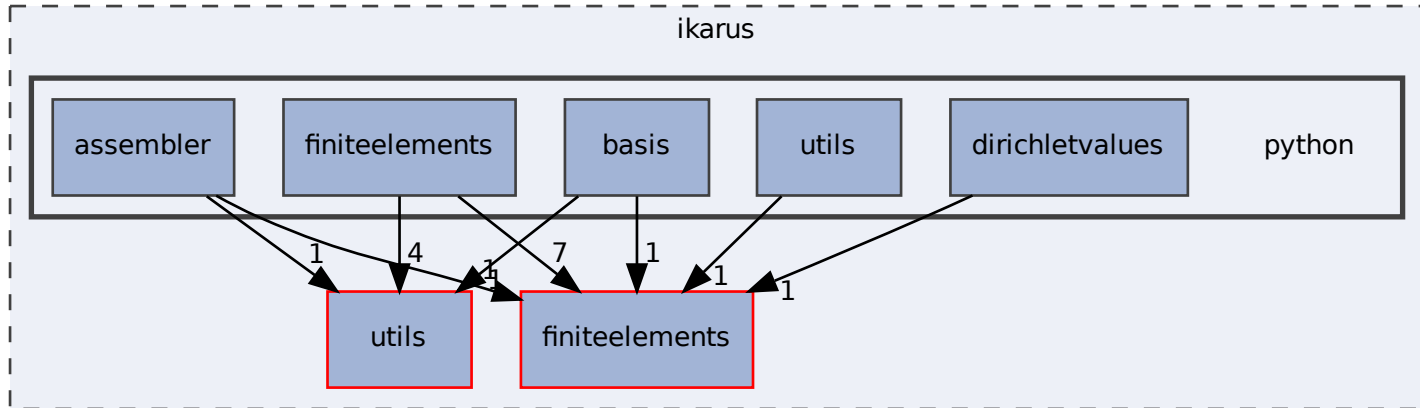 ikarus
assembler
finiteelements
basis
utils
dirichletvalues
python
1
4
1
1
7
1
1
1
utils
finiteelements